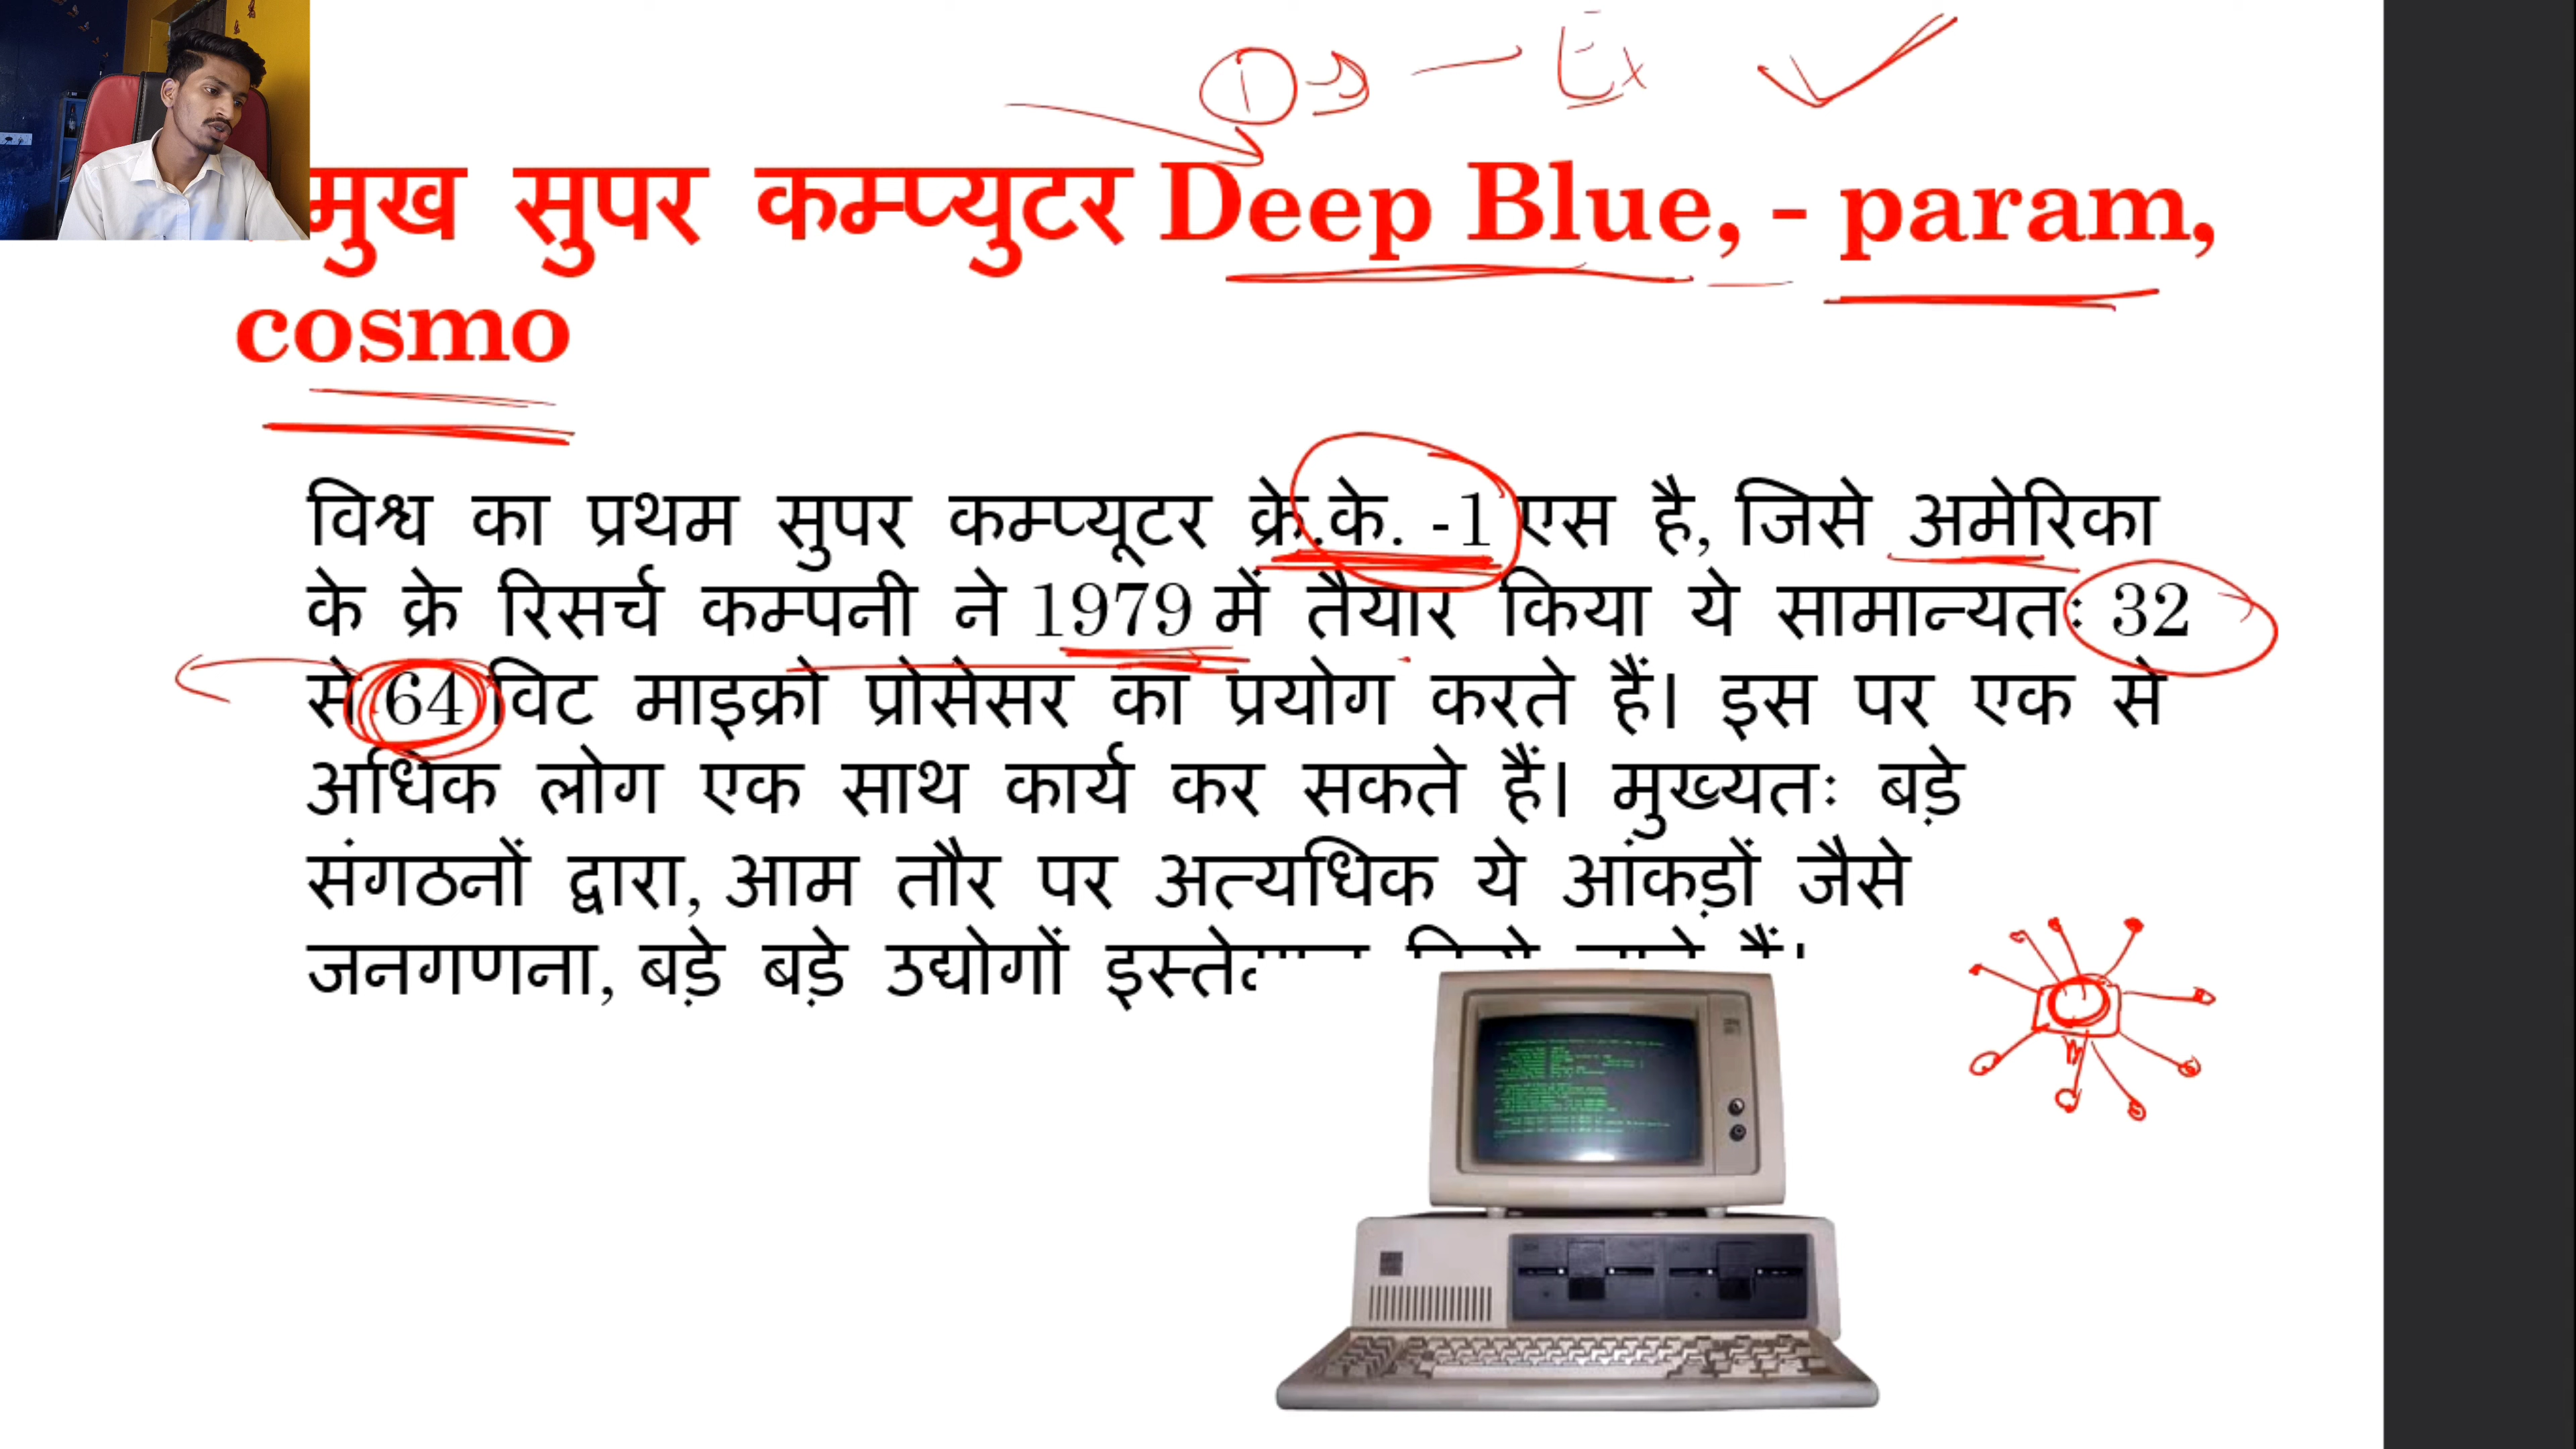 Ex
मुख सुपर कम्प्युटर Deep Blue, - param,
cosmo
विश्व का प्रथम सुपर कम्प्यूटर क्रे.के. -1 एस है, जिसे अमेरिका
के क्रे रिसर्च कम्पनी ने 1979 में तैयार किया ये सामान्यतः 32
से 64 विट माइक्रो प्रोसेसर का प्रयोग करते हैं। इस पर एक से
अधिक लोग एक साथ कार्य कर सकते हैं। मुख्यतः बड़े
संगठनों द्वारा, आम तौर पर अत्यधिक ये आंकड़ों जैसे
जनगणना, बड़े बड़े उद्योगों